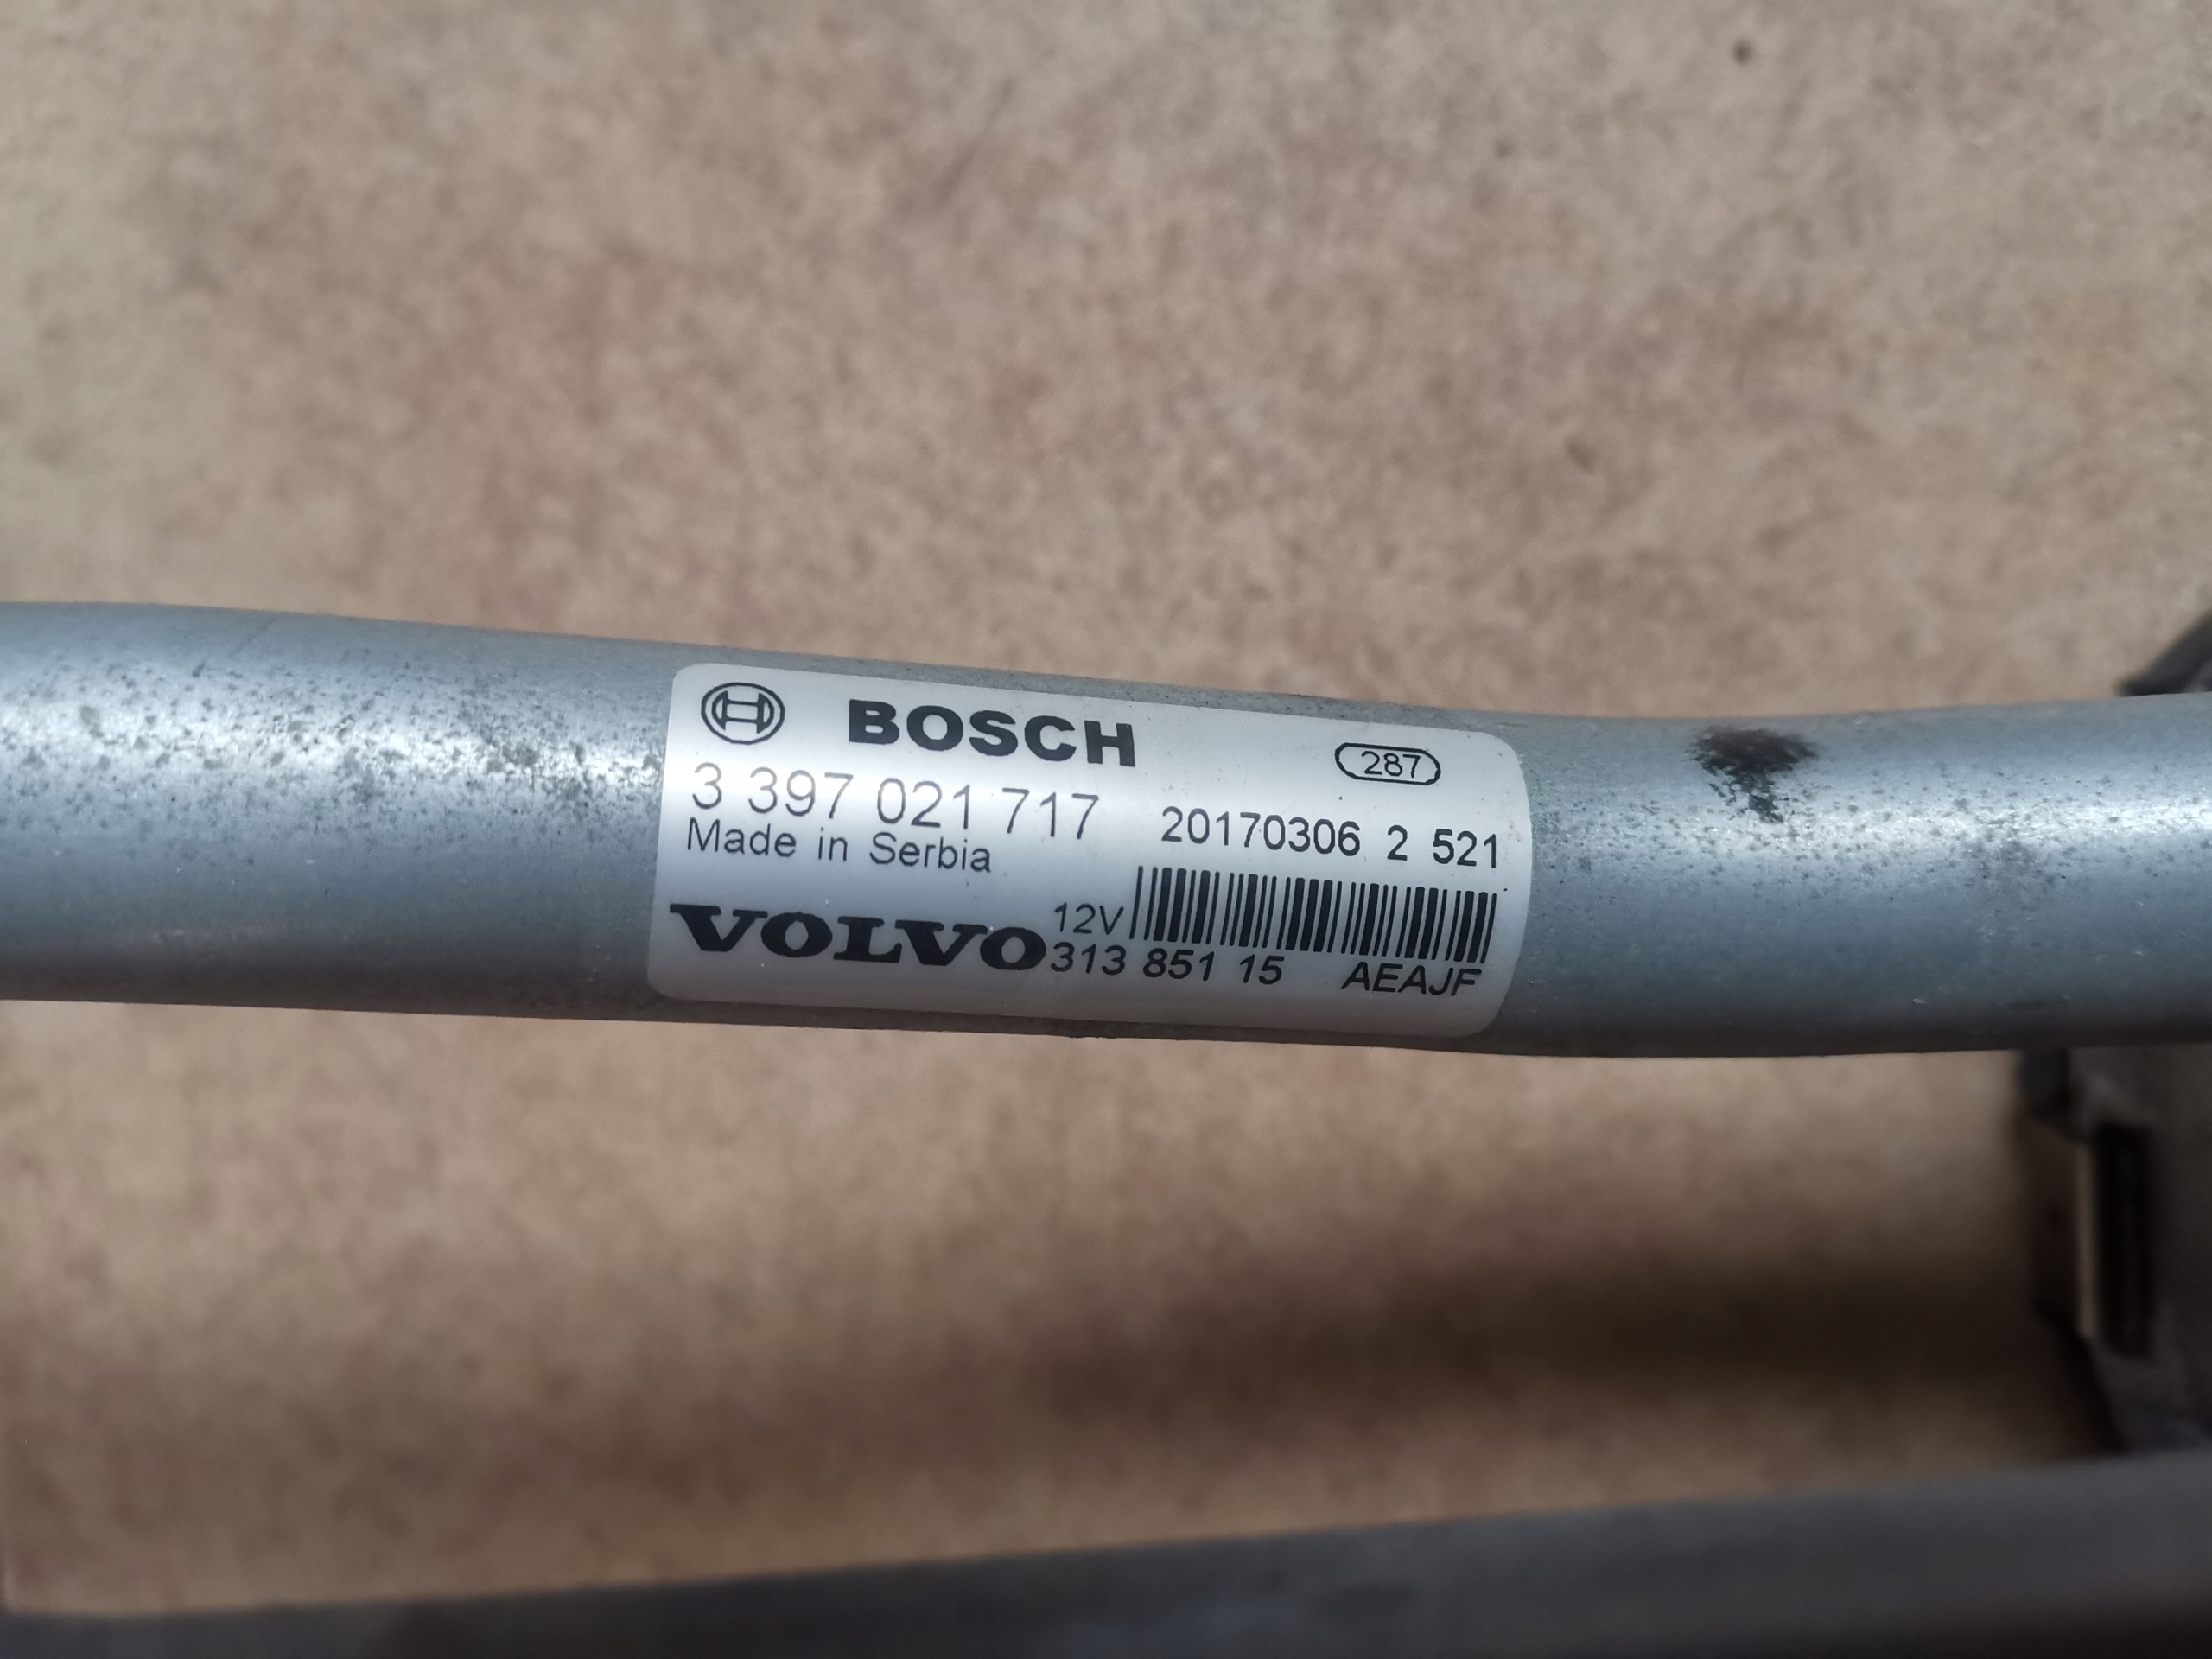 BOSCH
287
3 397 021 717 20170306 2 521
Made in Serbia
VOLVO 12V
313 851 15 AEAJF